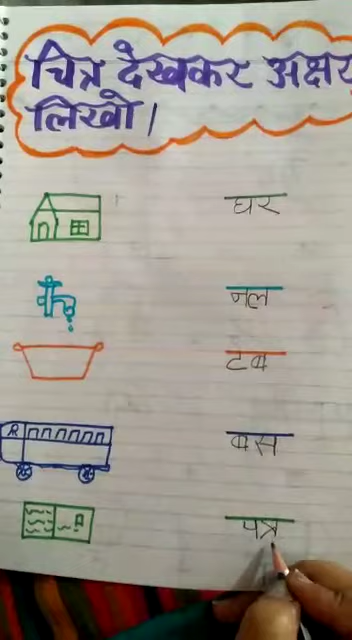 चित्र देखकर अक्षर
लिखो।
घर
नल
टब
बस
पत्र